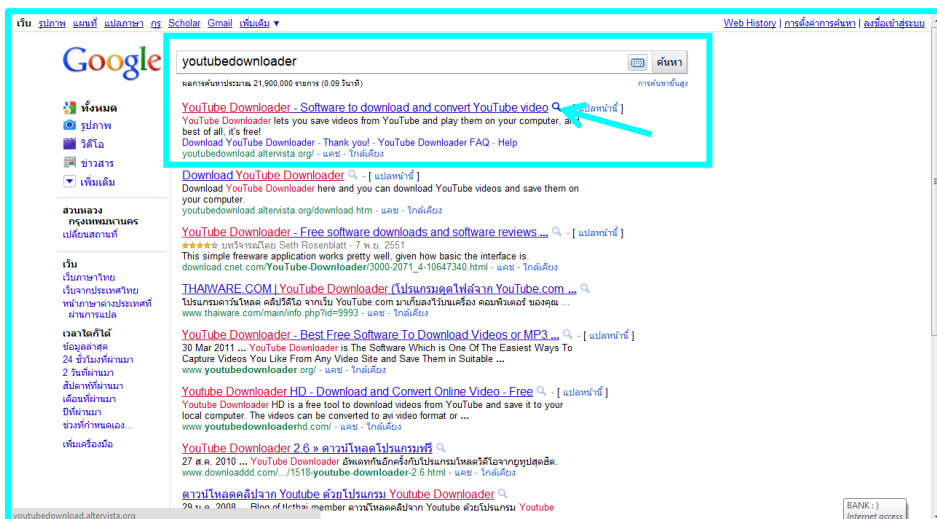 เว็บ รูปภาพ แผนที่ แปลภาษา กรุ๊ Scholar Gmail เพิ่มเติม ▼ Web History | การตั้งค่าการค้นหา | ลงชื่อเข้าสู่ระบบ
Google youtubedownloader ค้นหา
ผลการค้นหาประมาณ 21,900,000 รายการ (0.09 วินาที) การค้นหาขั้นสูง
ทั้งหมด
รูปภาพ
วิดีโอ
ข่าวสาร
เพิ่มเติม
สวนหลวง
กรุงเทพมหานคร
เปลี่ยนสถานที่
เว็บ
เว็บภาษาไทย
เว็บจากประเทศไทย
หน้าภาษาต่างประเทศที่
ผ่านการแปล
เวลาใดก็ได้
ข้อมูลล่าสุด
24 ชั่วโมงที่ผ่านมา
2 วันที่ผ่านมา
สัปดาห์ที่ผ่านมา
เดือนที่ผ่านมา
ปีที่ผ่านมา
ช่วงที่กำหนดเอง...
เพิ่มเครื่องมือ
YouTube Downloader - Software to download and convert YouTube video - [ แปลหน้านี้ ]
YouTube Downloader lets you save videos from YouTube and play them on your computer, and
best of all, it's free!
Download YouTube Downloader - Thank you! - YouTube Downloader FAQ - Help
youtubedownload.altervista.org/ - แคช - ใกล้เคียง
Download YouTube Downloader - [ แปลหน้านี้ ]
Download YouTube Downloader here and you can download YouTube videos and save them on
your computer.
youtubedownload.altervista.org/download.htm - แคช - ใกล้เคียง
YouTube Downloader - Free software downloads and software reviews ... - [ แปลหน้านี้ ]
บทวิจารณ์โดย Seth Rosenblatt - 7 พ.ย. 2551
This simple freeware application works pretty well, given how basic the interface is.
download.cnet.com/YouTube-Downloader/3000-2071_4-10647340.html - แคช - ใกล้เคียง
THAIWARE.COM | YouTube Downloader (โปรแกรมดูดไฟล์จาก YouTube.com ...
โปรแกรมดาวน์โหลด คลิปวิดีโอ จากเว็บ YouTube.com มาเก็บลงไว้บนเครื่อง คอมพิวเตอร์ ของคุณ ...
www.thaiware.com/main/info.php?id=9993 - แคช - ใกล้เคียง
YouTube Downloader - Best Free Software To Download Videos or MP3 ... - [ แปลหน้านี้ ]
30 Mar 2011 ... YouTube Downloader is The Software Which is One Of The Easiest Ways To
Capture Videos You Like From Any Video Site and Save Them in Suitable ...
www.youtubedownloader.org/ - แคช - ใกล้เคียง
Youtube Downloader HD - Download and Convert Online Video - Free - [ แปลหน้านี้ ]
Youtube Downloader HD is a free tool to download videos from YouTube and save it to your
local computer. The videos can be converted to avi video format or ...
www.youtubedownloaderhd.com/ - แคช - ใกล้เคียง
YouTube Downloader 2.6 » ดาวน์โหลดโปรแกรมฟรี
27 ส.ค. 2010 ... YouTube Downloader อัพเดทกันอีกครั้งกับโปรแกรมโหลดวิดีโอจากยูทูปสุดฮิต.
www.downloaddd.com/.../1518-youtube-downloader-2.6.html - แคช - ใกล้เคียง
ดาวน์โหลดคลิปจาก Youtube ด้วยโปรแกรม Youtube Downloader
29 2008 Blog of tlcthai member ดาวน์โหลดคลิปจาก Youtube ด้วยโปรแกรม Youtube
youtubedownload.altervista.org
BANK : )
Internet access